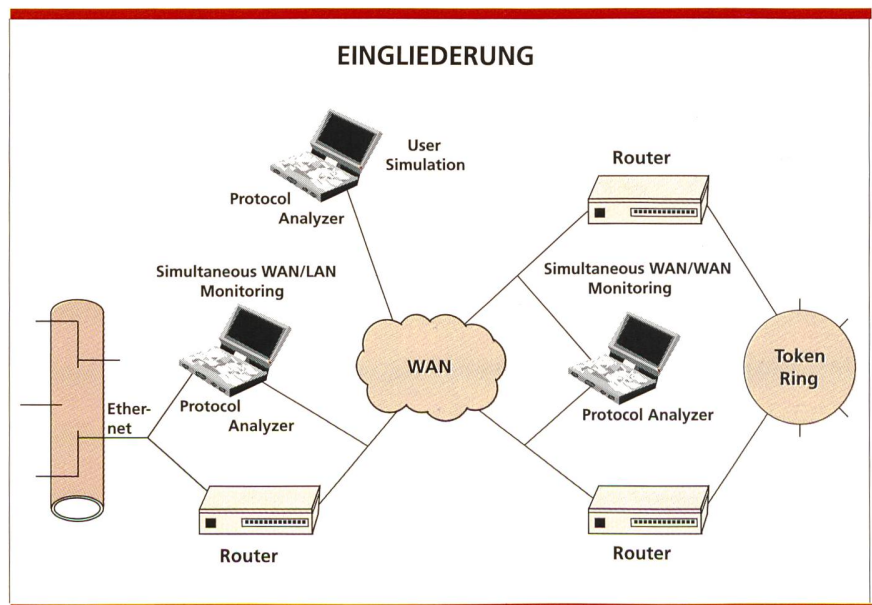 EINGLIEDERUNG
User
Simulation
Protocol
Analyzer
Router
Simultaneous WAN/LAN
Monitoring
Simultaneous WAN/WAN
Monitoring
WAN
Token
Ring
Ether-
net
Protocol
Analyzer
Protocol Analyzer
Router
Router